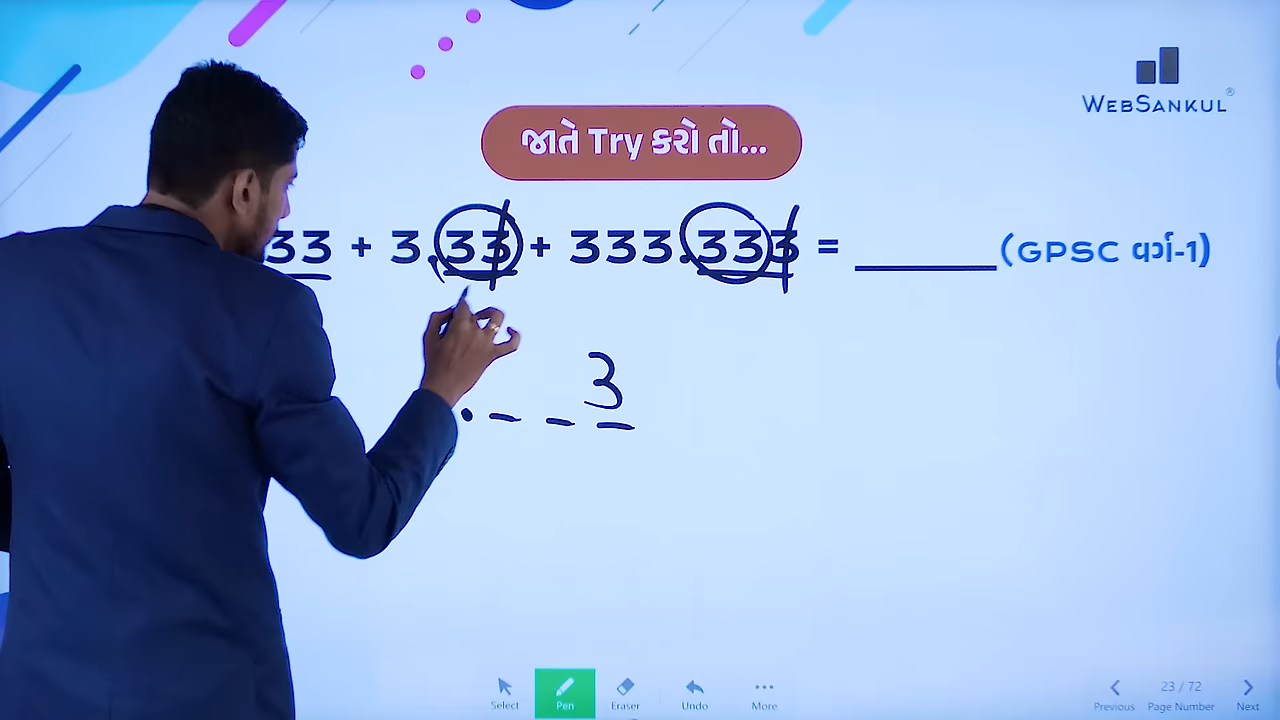 WEBSANKUL®
જાતે Try કરો તો...
33 + 3.33 + 333.333 = ______ (GPSC વર્ગ-1)
. _ _ 3
Select Pen Eraser Undo More
Previous 23 / 72 Page Number Next